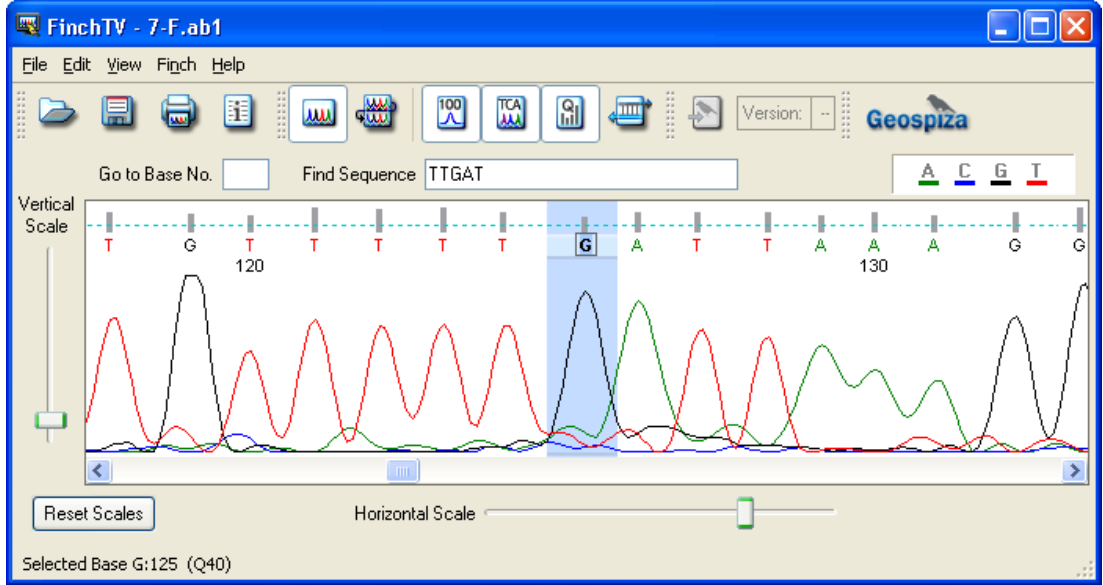 FinchTV - 7-F.ab1
File Edit View Finch Help
100 TCA Q Version: -- Geospiza
Go to Base No. Find Sequence TTGAT A C G T
Vertical
Scale
T G T T T T T G A T T A A A G G
120 130
Reset Scales Horizontal Scale
Selected Base G:125 (Q40)